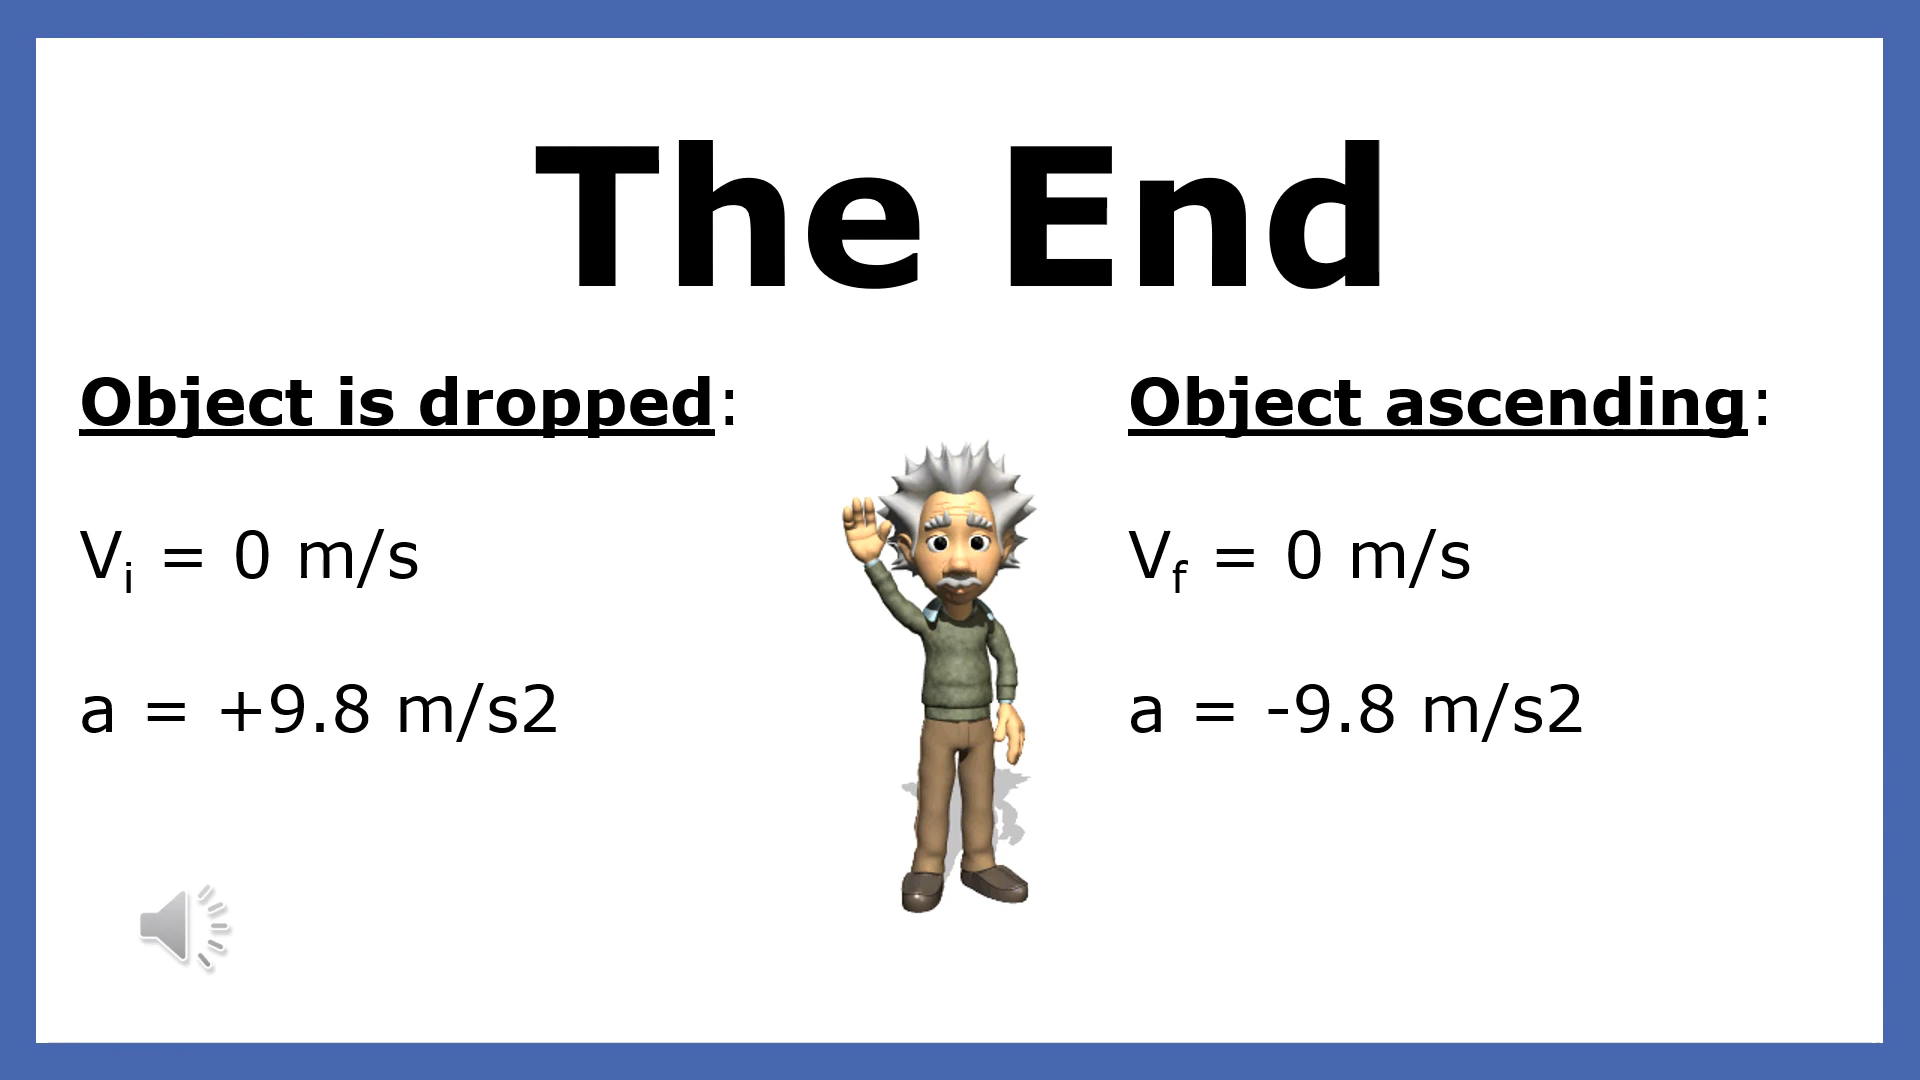 The End
Object is dropped:
Vi = 0 m/s
a = +9.8 m/s2
Object ascending:
Vf = 0 m/s
a = -9.8 m/s2